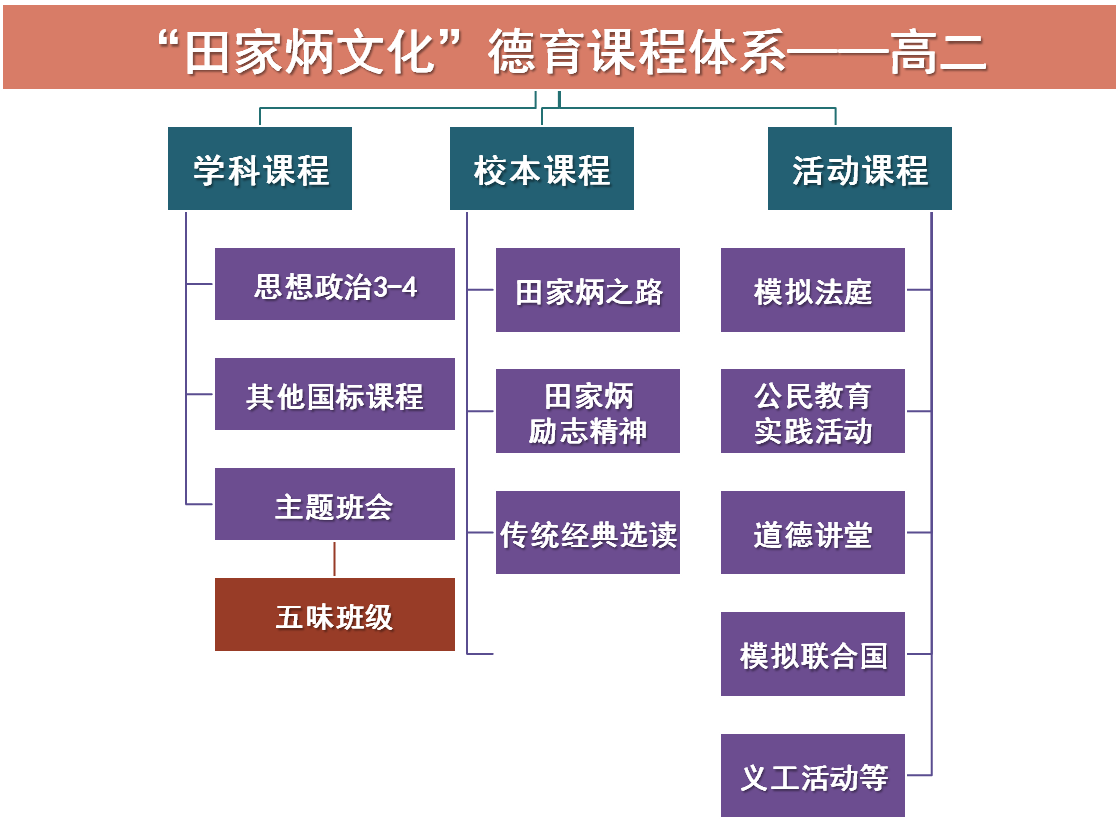 “田家炳文化”德育课程体系——高二
学科课程
思想政治3-4
其他国标课程
主题班会
五味班级
校本课程
田家炳之路
田家炳
励志精神
传统经典选读
活动课程
模拟法庭
公民教育
实践活动
道德讲堂
模拟联合国
义工活动等